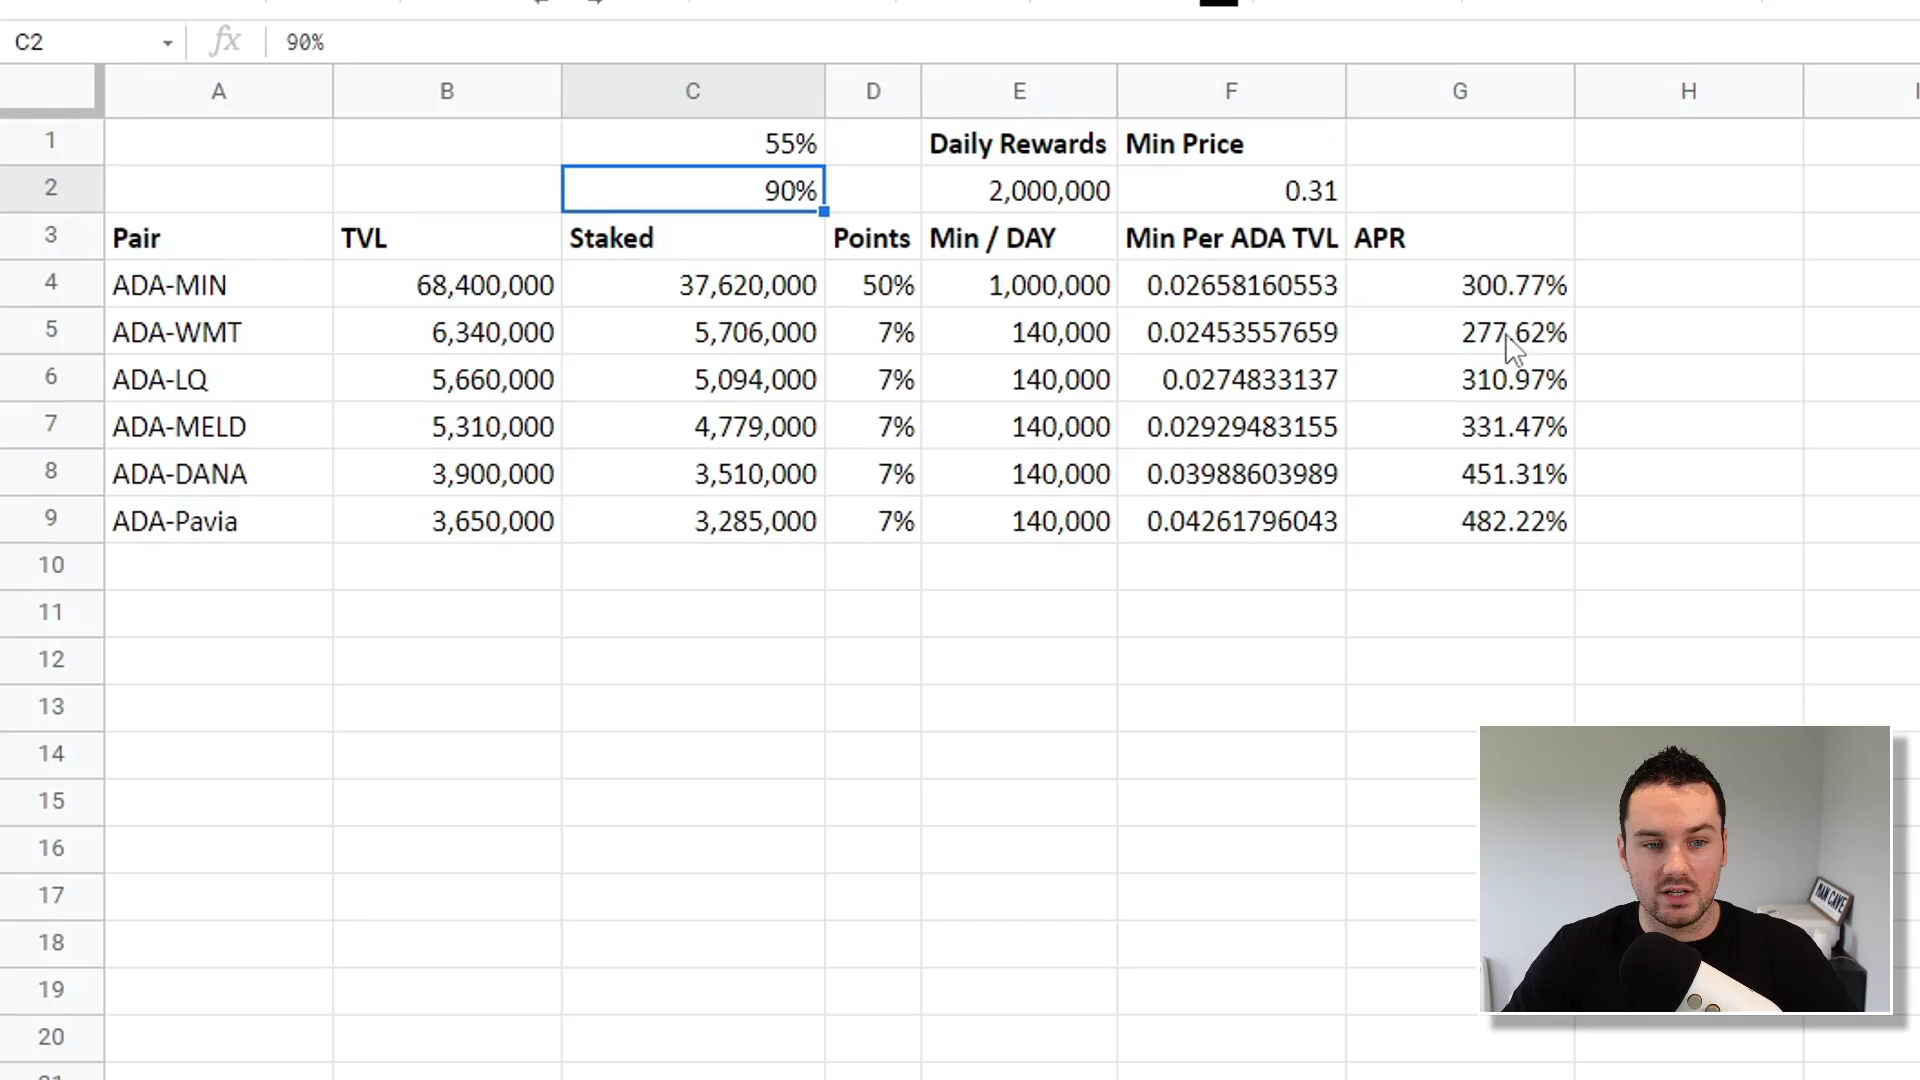 C2 fx 90%
A B C D E F G H
1 55% Daily Rewards Min Price
2 90% 2,000,000 0.31
3 Pair TVL Staked Points Min / DAY Min Per ADA TVL APR
4 ADA-MIN 68,400,000 37,620,000 50% 1,000,000 0.02658160553 300.77%
5 ADA-WMT 6,340,000 5,706,000 7% 140,000 0.02453557659 277.62%
6 ADA-LQ 5,660,000 5,094,000 7% 140,000 0.0274833137 310.97%
7 ADA-MELD 5,310,000 4,779,000 7% 140,000 0.02929483155 331.47%
8 ADA-DANA 3,900,000 3,510,000 7% 140,000 0.03988603989 451.31%
9 ADA-Pavia 3,650,000 3,285,000 7% 140,000 0.04261796043 482.22%
10
11
12
13
14
15
16
17
18
19
20
MAN CAVE